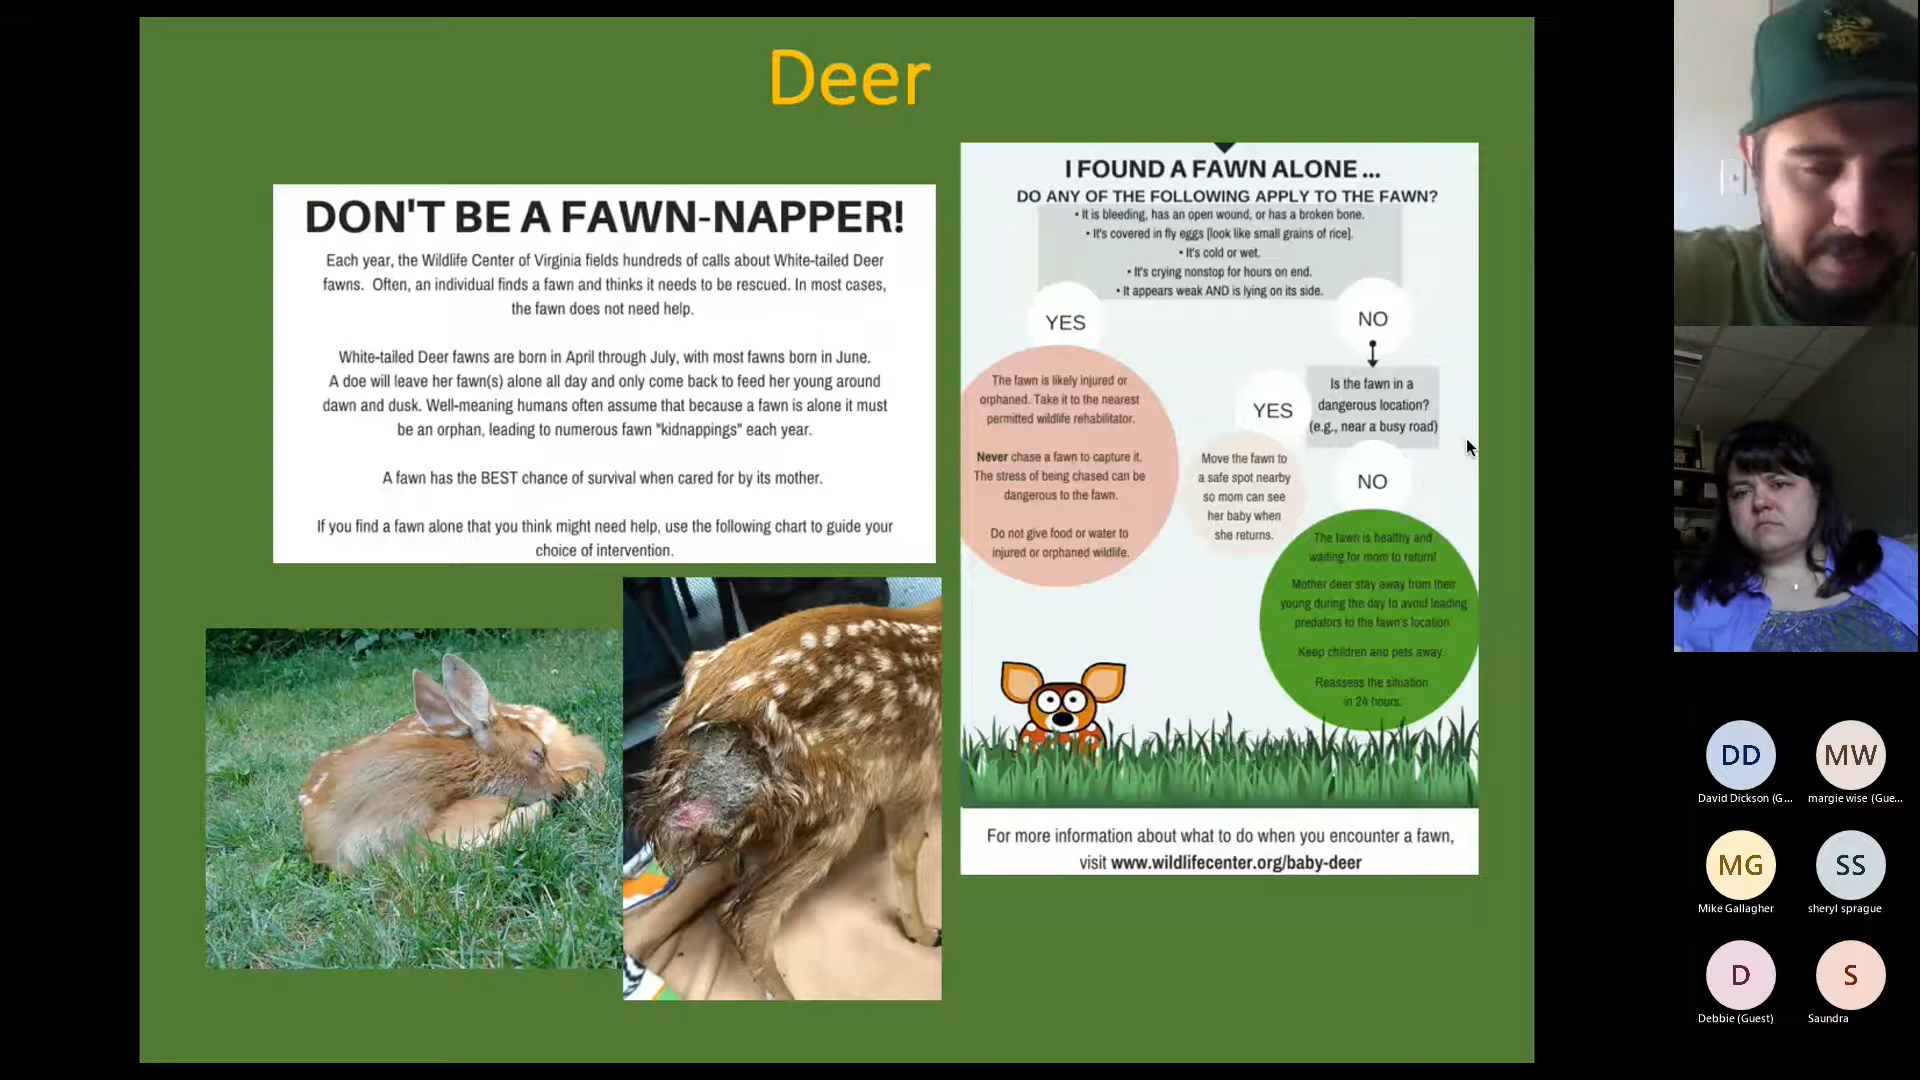 Deer
DON'T BE A FAWN-NAPPER!
Each year, the Wildlife Center of Virginia fields hundreds of calls about White-tailed Deer
fawns. Often, an individual finds a fawn and thinks it needs to be rescued. In most cases,
the fawn does not need help.
White-tailed Deer fawns are born in April through July, with most fawns born in June.
A doe will leave her fawn(s) alone all day and only come back to feed her young around
dawn and dusk. Well-meaning humans often assume that because a fawn is alone it must
be an orphan, leading to numerous fawn "kidnappings" each year.
A fawn has the BEST chance of survival when cared for by its mother.
If you find a fawn alone that you think might need help, use the following chart to guide your
choice of intervention.
I FOUND A FAWN ALONE ...
DO ANY OF THE FOLLOWING APPLY TO THE FAWN?
• It is bleeding, has an open wound, or has a broken bone.
• It's covered in fly eggs [look like small grains of rice].
• It's cold or wet.
• It's crying nonstop for hours on end.
• It appears weak AND is lying on its side.
YES
The fawn is likely injured or
orphaned. Take it to the nearest
permitted wildlife rehabilitator.
Never chase a fawn to capture it.
The stress of being chased can be
dangerous to the fawn.
Do not give food or water to
injured or orphaned wildlife.
NO
Is the fawn in a
dangerous location?
(e.g., near a busy road)
YES
Move the fawn to
a safe spot nearby
so mom can see
her baby when
she returns.
NO
The fawn is healthy and
waiting for mom to return!
Mother deer stay away from their
young during the day to avoid leading
predators to the fawn's location.
Keep children and pets away.
Reassess the situation
in 24 hours.
For more information about what to do when you encounter a fawn,
visit www.wildlifecenter.org/baby-deer
DD
David Dickson (G...
MW
margie wise (Gue...
MG
Mike Gallagher
SS
sheryl sprague
D
Debbie (Guest)
S
Saundra